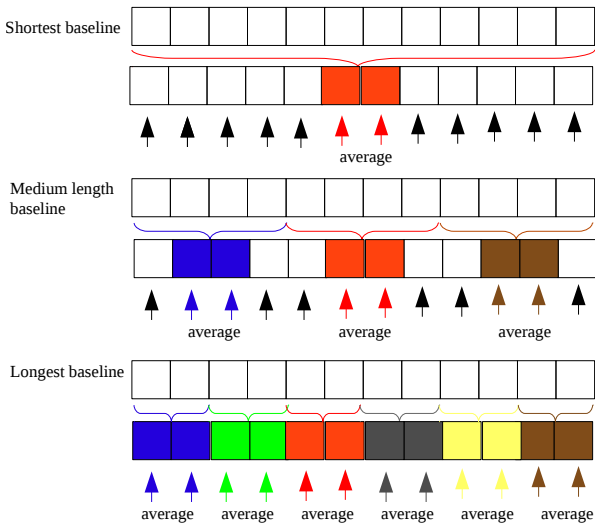 Shortest baseline
average
Medium length
baseline
average average average
Longest baseline
average average average average average average